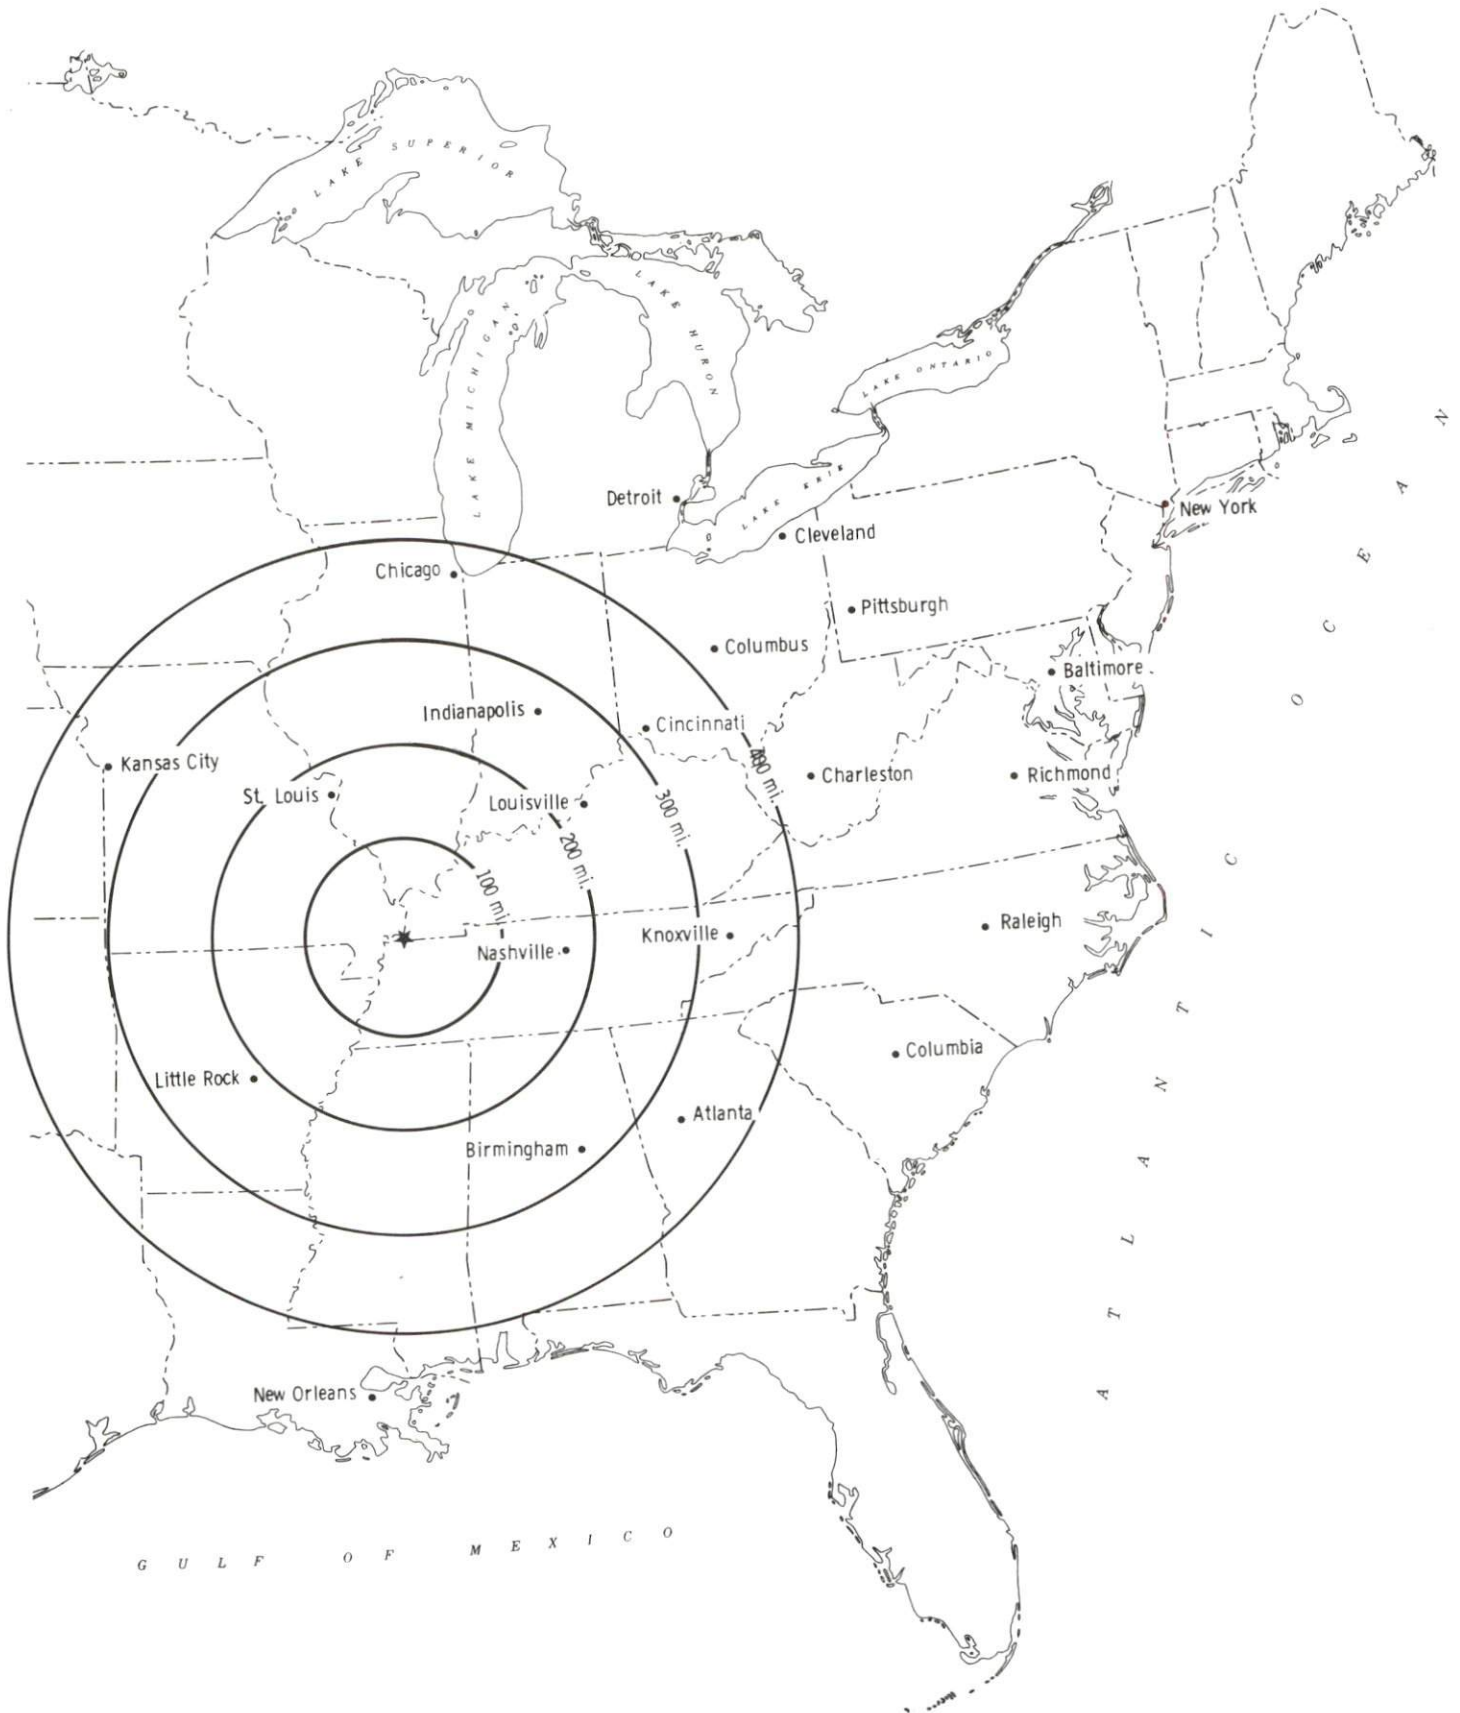 LAKE SUPERIOR
LAKE MICHIGAN
LAKE HURON
LAKE ONTARIO
LAKE ERIE
Detroit
Cleveland
New York
Chicago
Pittsburgh
Columbus
Baltimore
Indianapolis
Cincinnati
Kansas City
Charleston
Richmond
St. Louis
Louisville
400 mi.
300 mi.
200 mi.
100 mi.
Raleigh
Knoxville
Nashville
Columbia
Little Rock
Atlanta
Birmingham
New Orleans
GULF OF MEXICO
ATLANTIC OCEAN